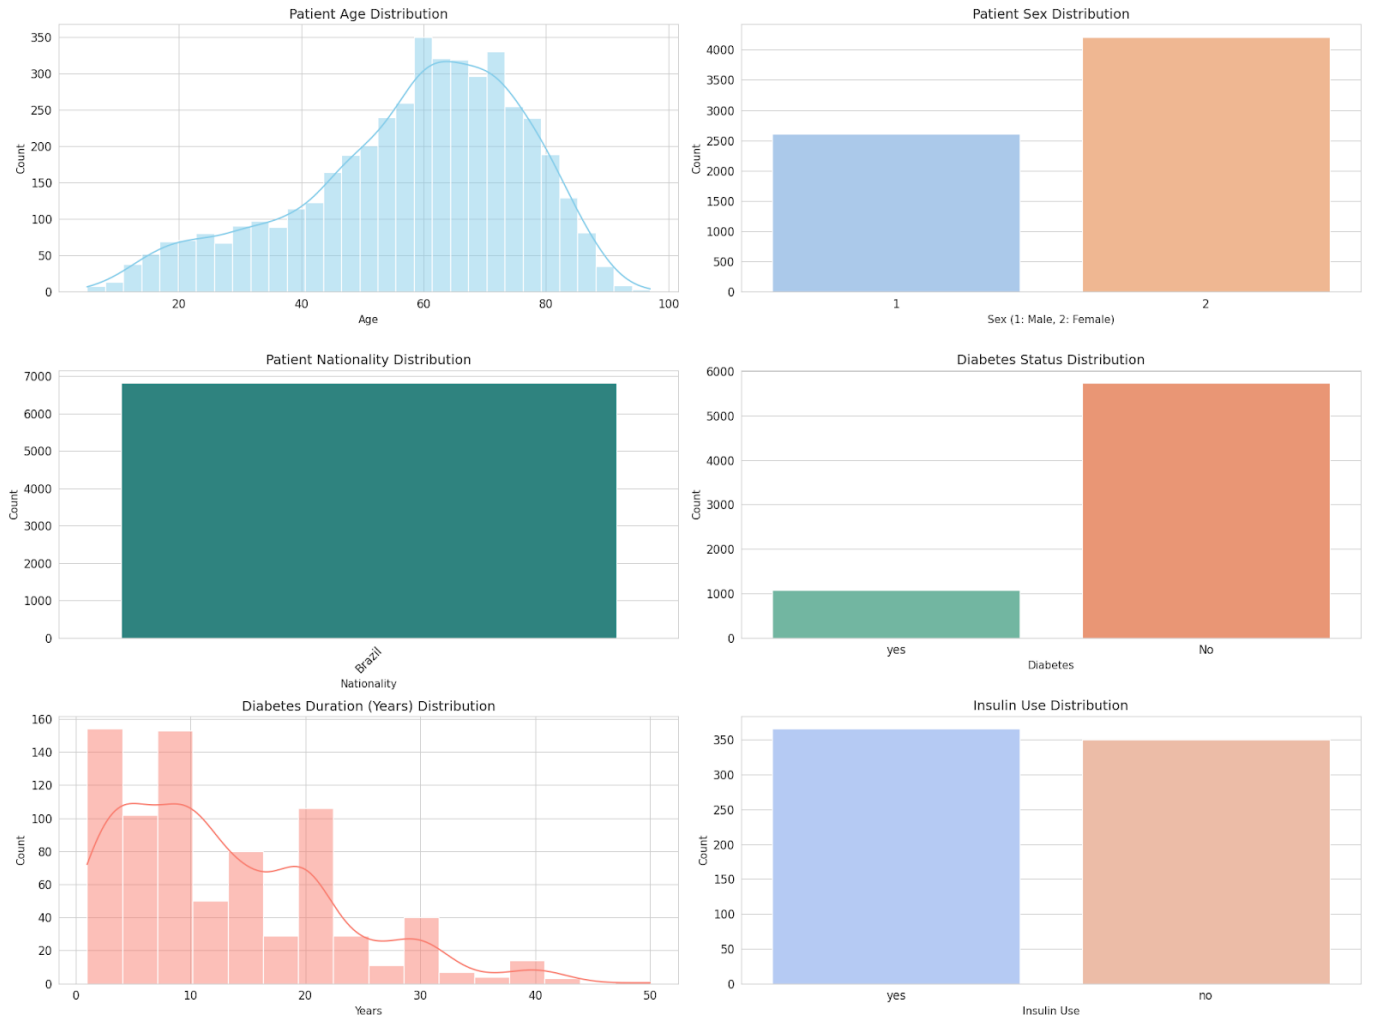 Patient Age Distribution
350
300
250
200
150
100
50
0
Count
20 40 60 80 100
Age
Patient Sex Distribution
4000
3500
3000
2500
2000
1500
1000
500
0
Count
1 2
Sex (1: Male, 2: Female)
Patient Nationality Distribution
7000
6000
5000
4000
3000
2000
1000
0
Count
Brazil
Nationality
Diabetes Status Distribution
6000
5000
4000
3000
2000
1000
0
Count
yes No
Diabetes
Diabetes Duration (Years) Distribution
160
140
120
100
80
60
40
20
0
Count
0 10 20 30 40 50
Years
Insulin Use Distribution
350
300
250
200
150
100
50
0
Count
yes no
Insulin Use